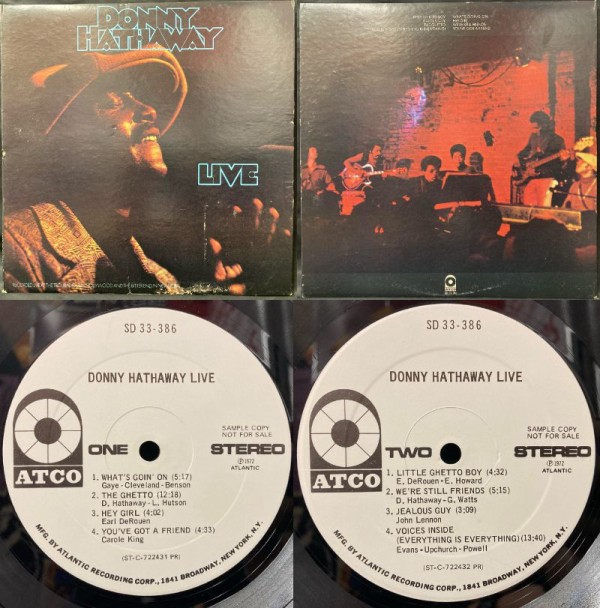 DONNY
HATHAWAY
LIVE
ATCO
SD 33-386
DONNY HATHAWAY LIVE
SAMPLE COPY
NOT FOR SALE
ONE
STEREO
ATCO
Ⓟ 1972
ATLANTIC
1. WHAT'S GOIN' ON (5:17)
Gaye-Cleveland-Benson
2. THE GHETTO (12:18)
D. Hathaway-L. Hutson
3. HEY GIRL (4:02)
Earl DeRouen
4. YOU'VE GOT A FRIEND (4:33)
Carole King
(ST-C-722431 PR)
MFG. BY ATLANTIC RECORDING CORP., 1841 BROADWAY, NEW YORK, N.Y.
SD 33-386
DONNY HATHAWAY LIVE
SAMPLE COPY
NOT FOR SALE
TWO
STEREO
ATCO
Ⓟ 1972
ATLANTIC
1. LITTLE GHETTO BOY (4:32)
E. DeRouen-E. Howard
2. WE'RE STILL FRIENDS (5:15)
D. Hathaway-G. Watts
3. JEALOUS GUY (3:09)
John Lennon
4. VOICES INSIDE
(EVERYTHING IS EVERYTHING) (13:40)
Evans-Upchurch-Powell
(ST-C-722432 PR)
MFG. BY ATLANTIC RECORDING CORP., 1841 BROADWAY, NEW YORK, N.Y.